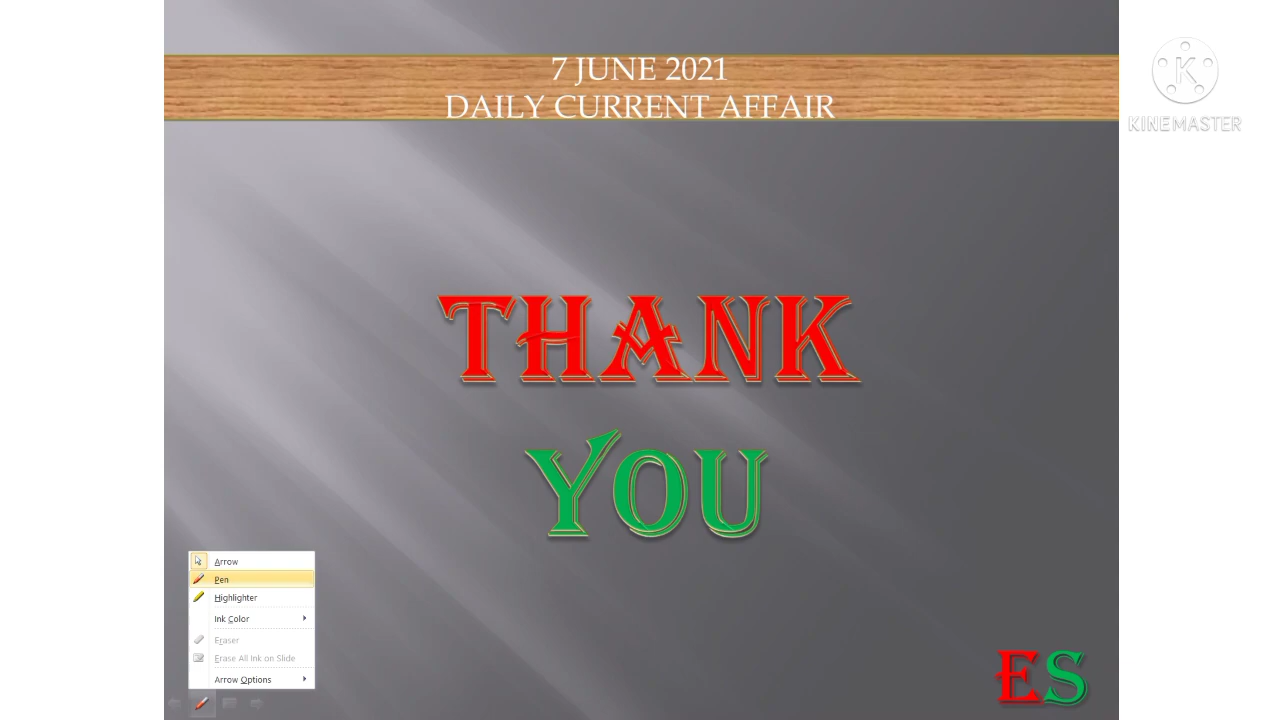 7 JUNE 2021
DAILY CURRENT AFFAIR
K
KINEMASTER
THANK
YOU
Arrow
Pen
Highlighter
Ink Color
Eraser
Erase All Ink on Slide
Arrow Options
ES